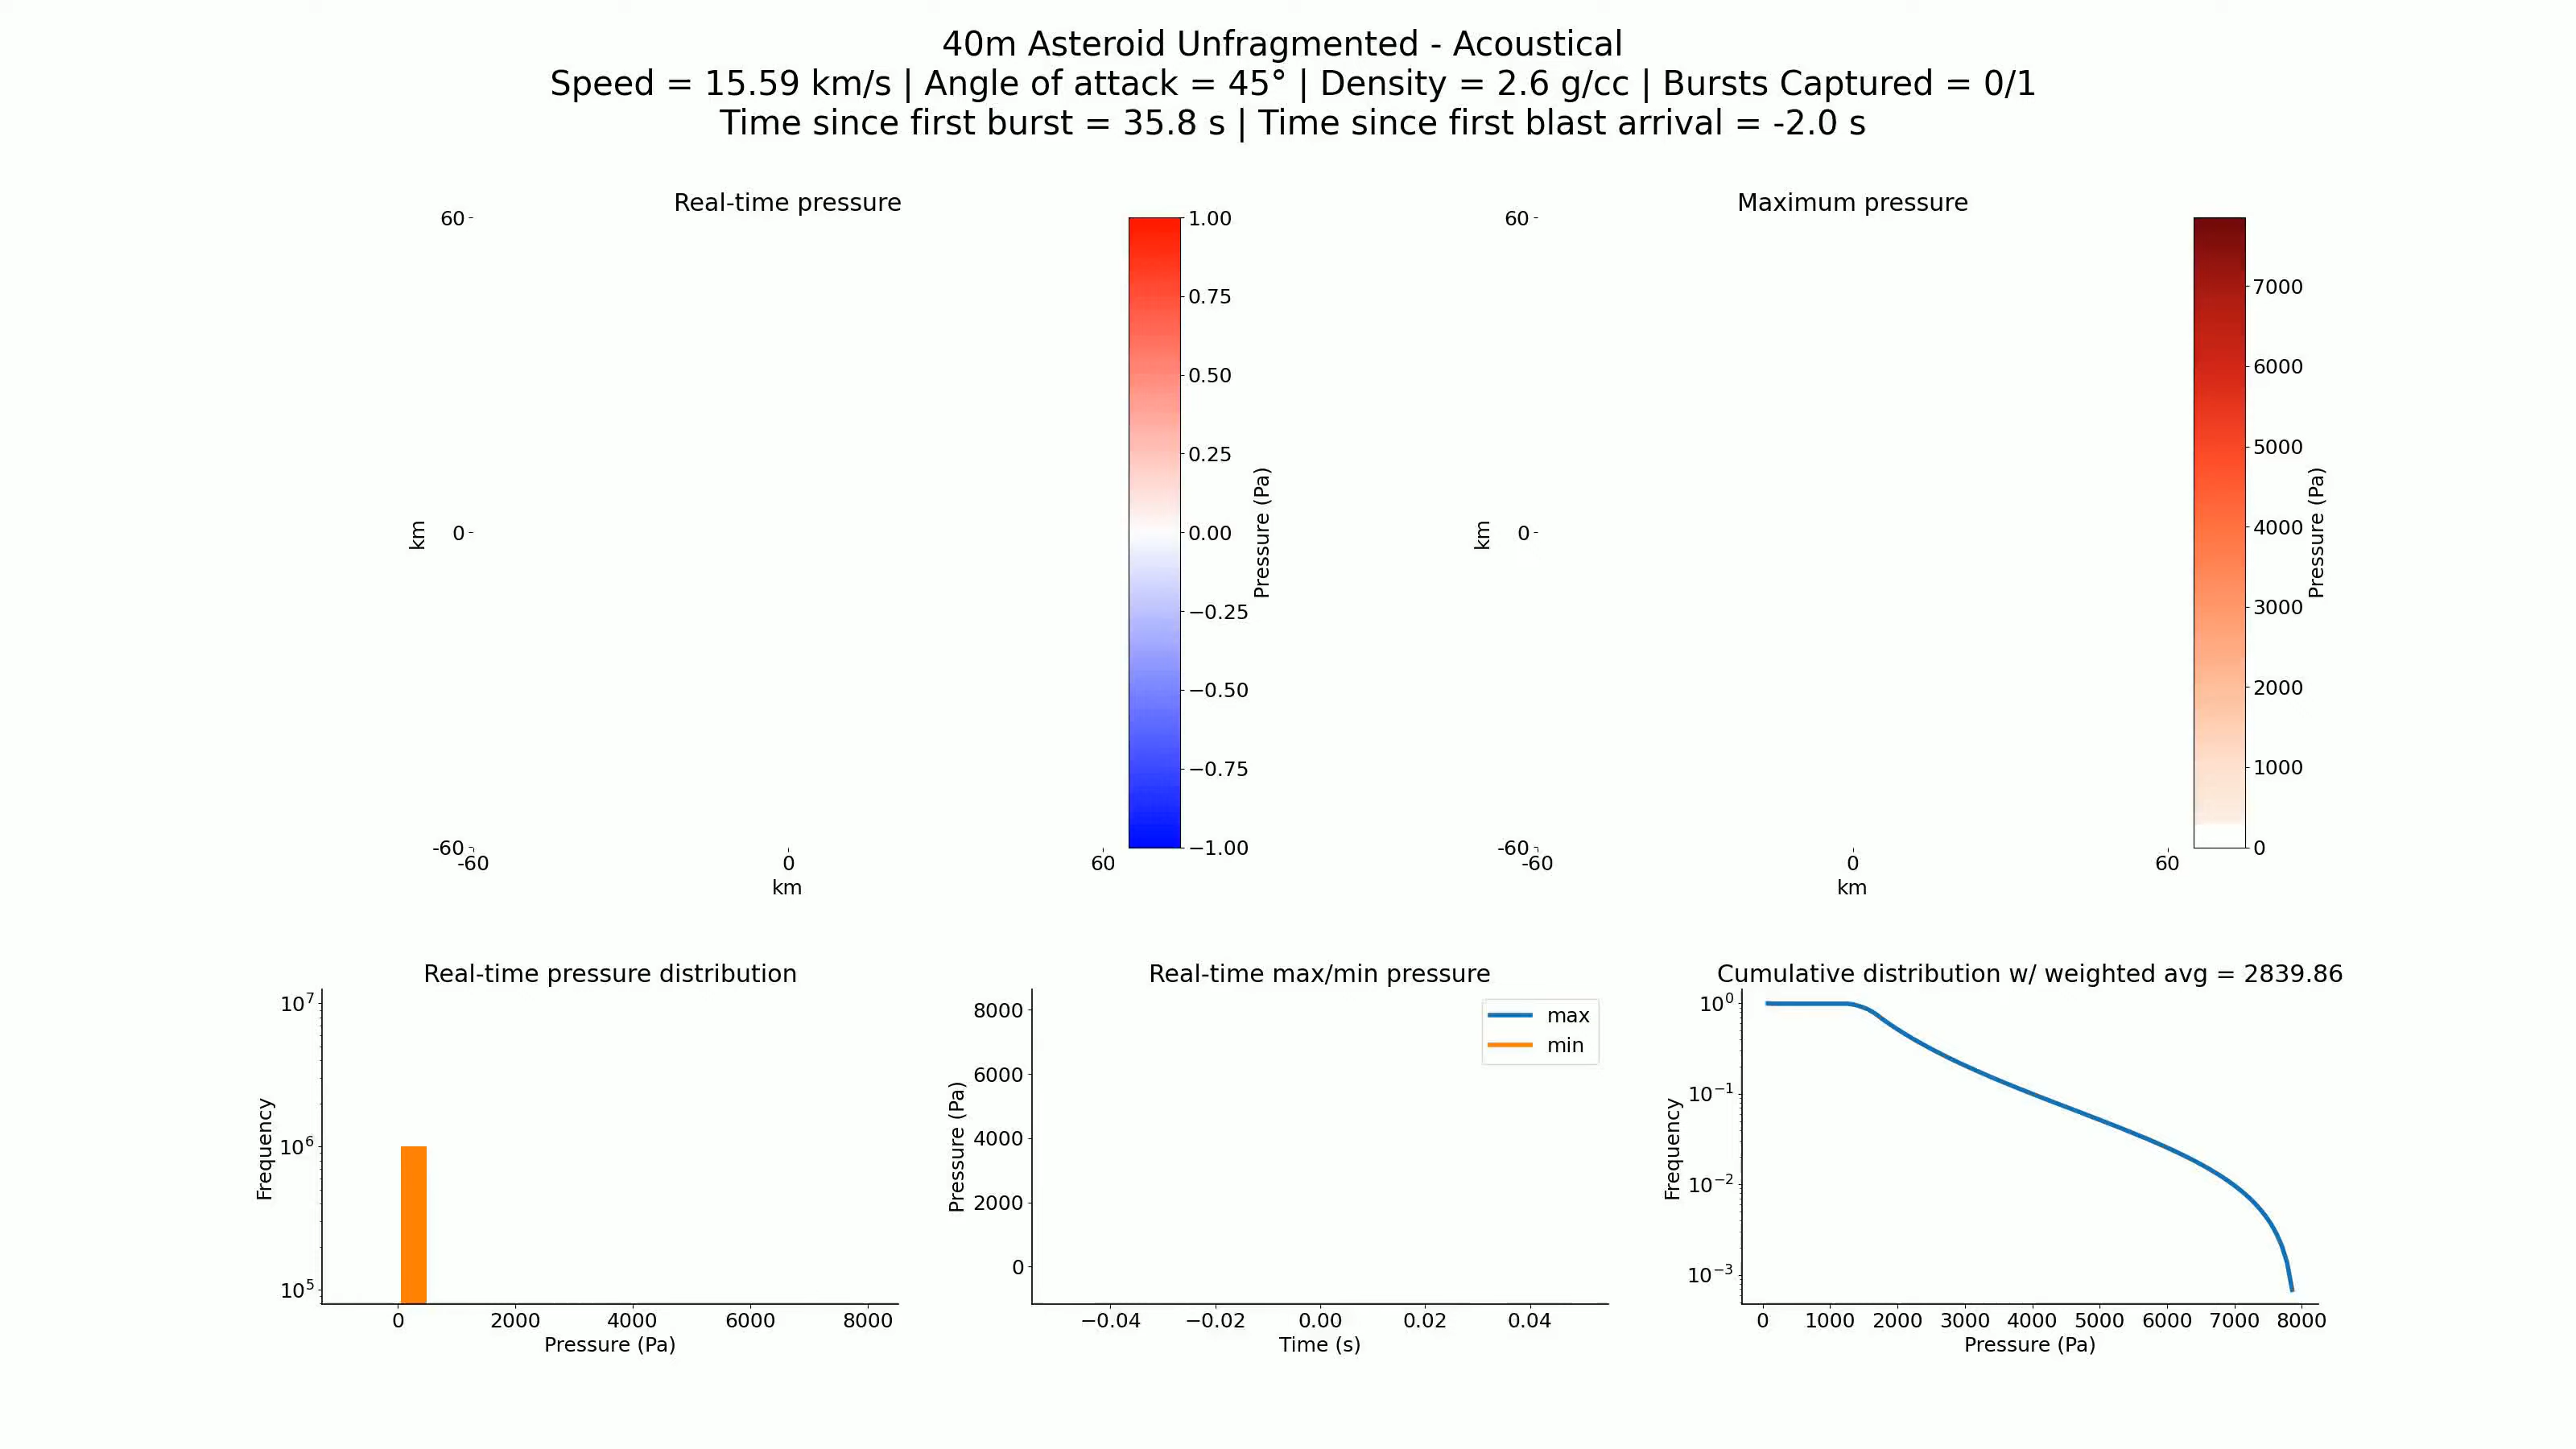 40m Asteroid Unfragmented - Acoustical
Speed = 15.59 km/s | Angle of attack = 45° | Density = 2.6 g/cc | Bursts Captured = 0/1
Time since first burst = 35.8 s | Time since first blast arrival = -2.0 s
Real-time pressure
60
0
-60
km
-60
0
60
km
1.00
0.75
0.50
0.25
0.00
−0.25
−0.50
−0.75
−1.00
Pressure (Pa)
Maximum pressure
60
0
-60
km
-60
0
60
km
7000
6000
5000
4000
3000
2000
1000
0
Pressure (Pa)
Real-time pressure distribution
10⁷
10⁶
10⁵
Frequency
0
2000
4000
6000
8000
Pressure (Pa)
Real-time max/min pressure
8000
6000
4000
2000
0
Pressure (Pa)
max
min
−0.04
−0.02
0.00
0.02
0.04
Time (s)
Cumulative distribution w/ weighted avg = 2839.86
10⁰
10⁻¹
10⁻²
10⁻³
Frequency
0
1000
2000
3000
4000
5000
6000
7000
8000
Pressure (Pa)